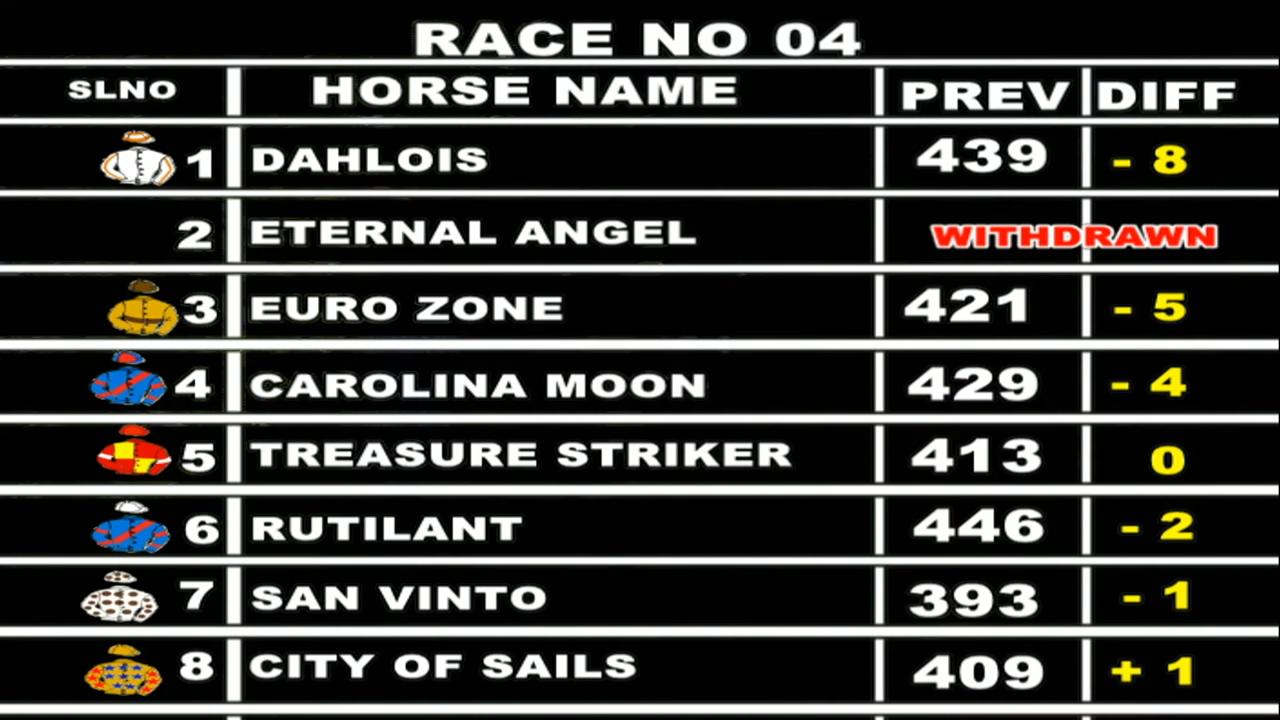 RACE NO 04
SLNO HORSE NAME PREV DIFF
1 DAHLOIS 439 - 8
2 ETERNAL ANGEL WITHDRAWN
3 EURO ZONE 421 - 5
4 CAROLINA MOON 429 - 4
5 TREASURE STRIKER 413 0
6 RUTILANT 446 - 2
7 SAN VINTO 393 - 1
8 CITY OF SAILS 409 + 1